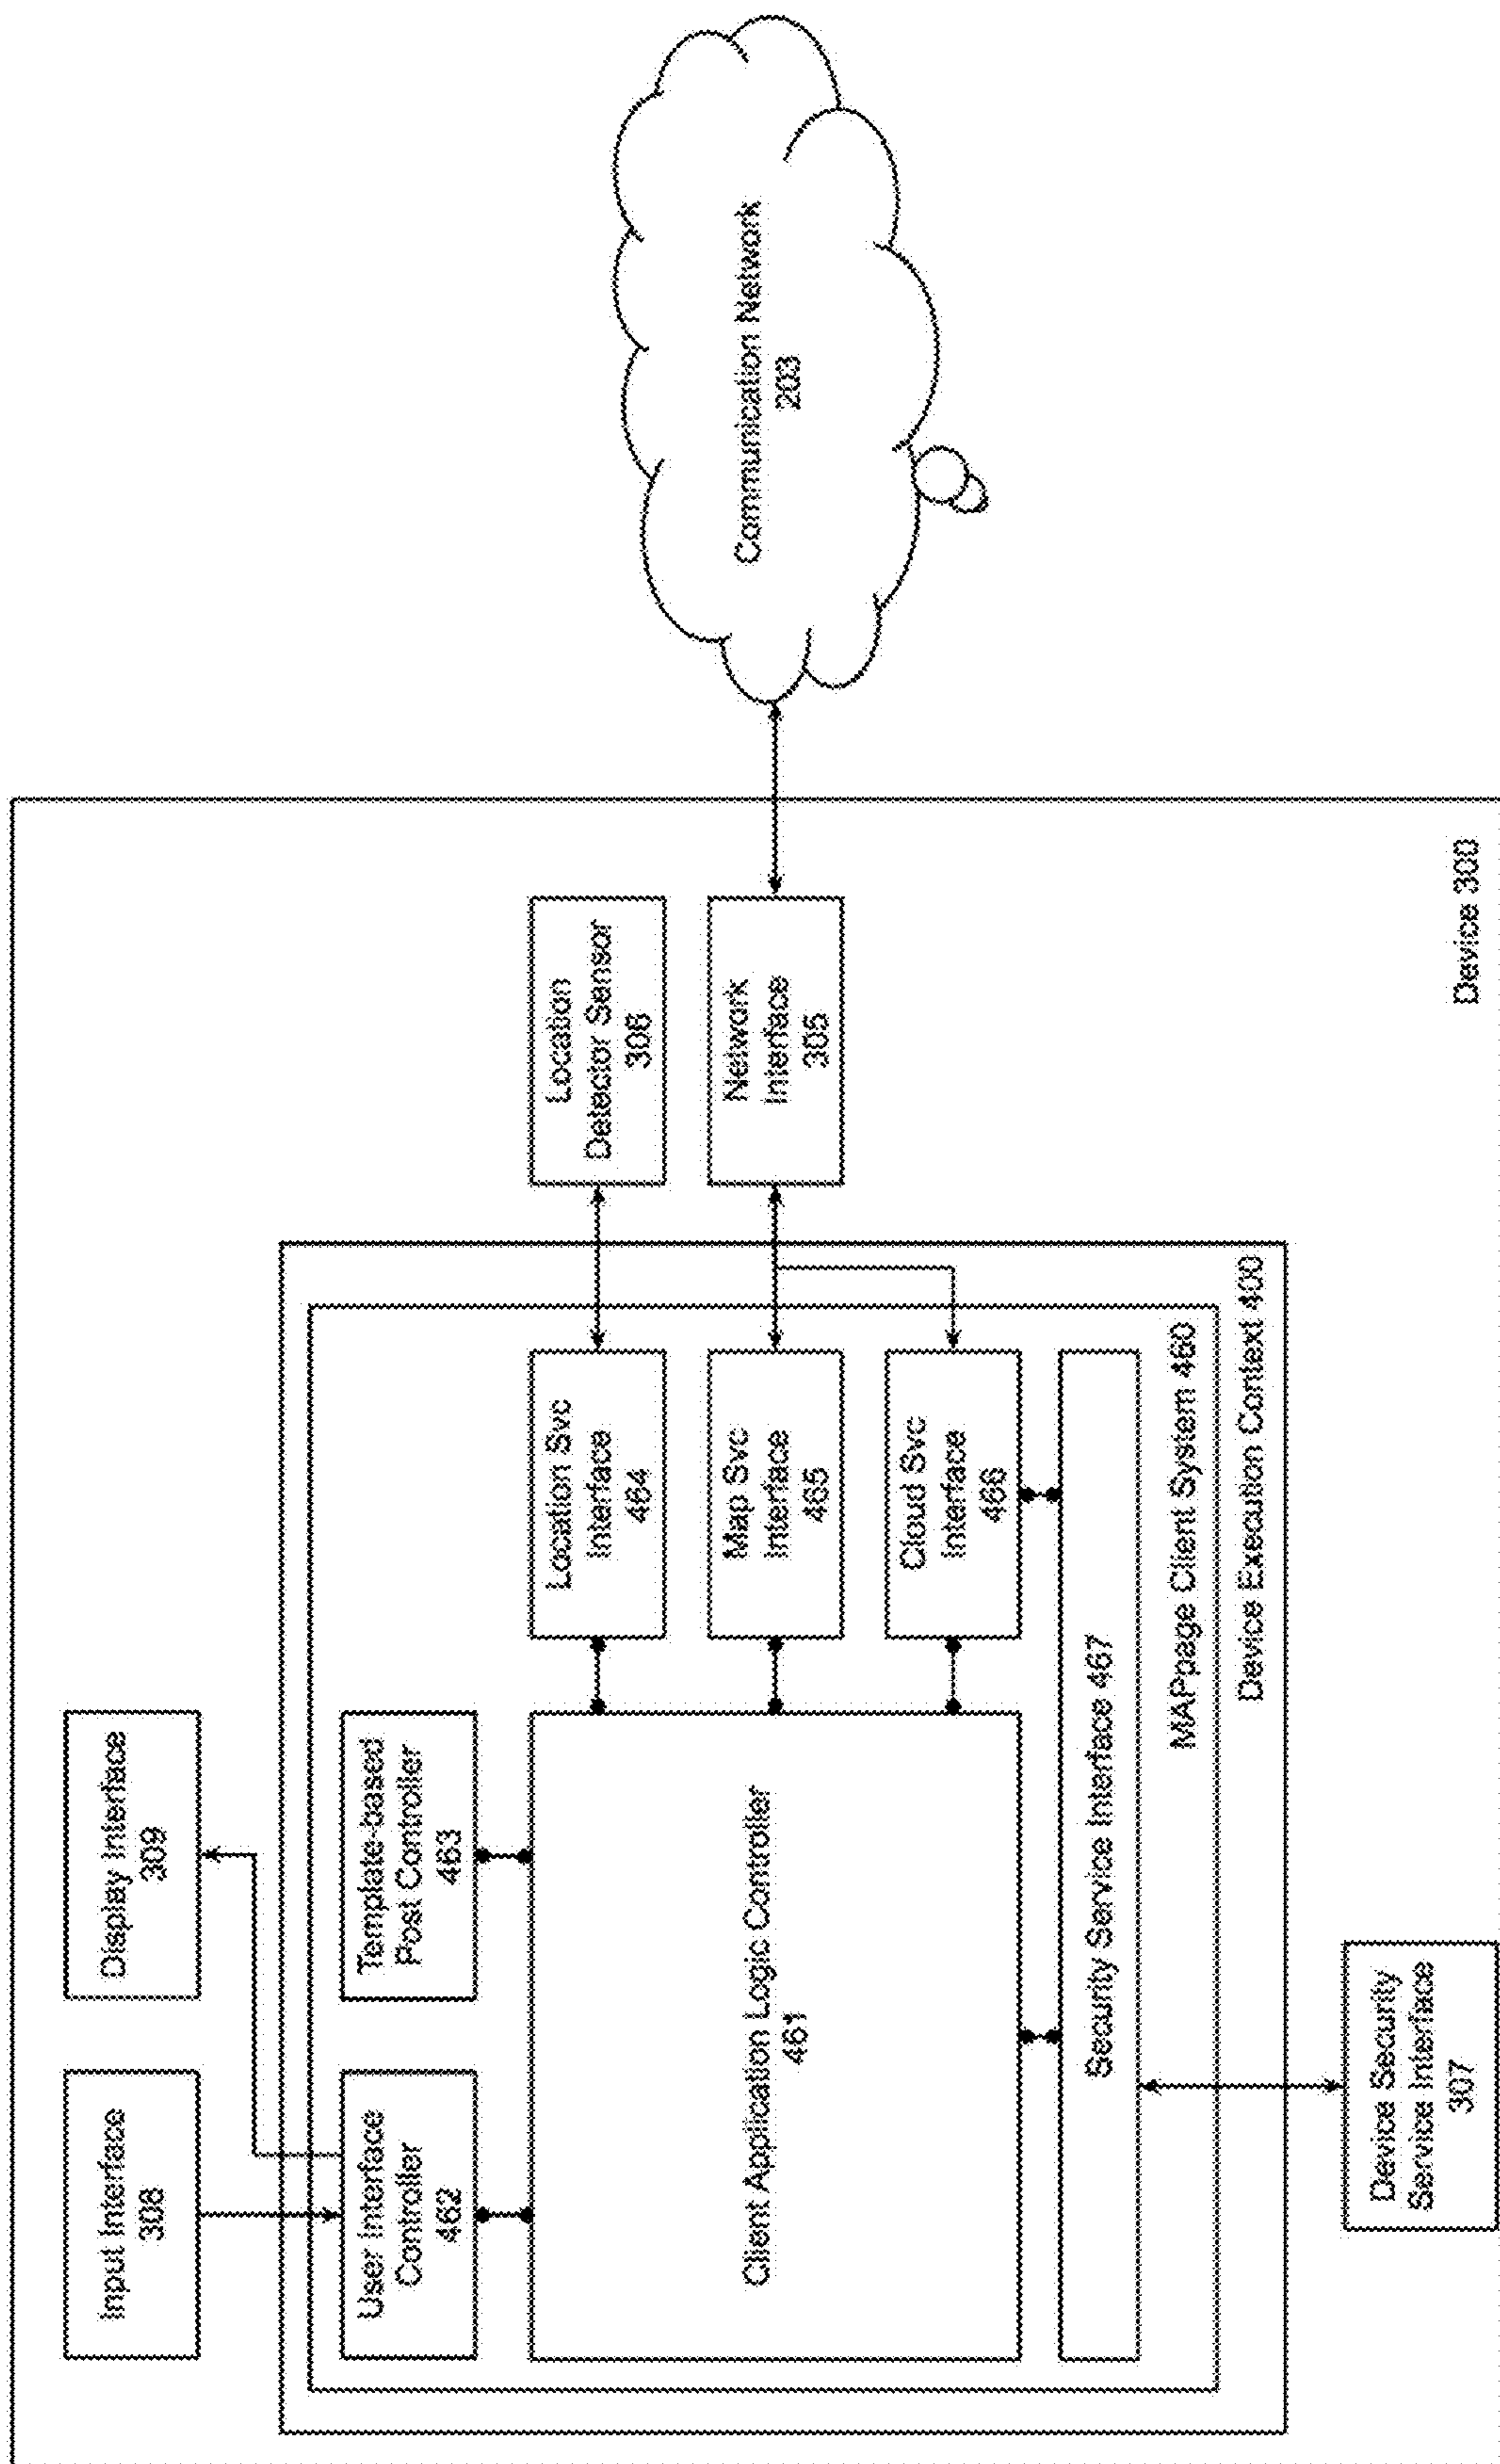 Input Interface
308
Display Interface
309
User Interface
Controller
462
Template-based
Post Controller
463
Client Application Logic Controller
461
Location Svc
Interface
464
Map Svc
Interface
465
Cloud Svc
Interface
466
Location
Detector Sensor
306
Network
Interface
305
Communication Network
203
Security Service Interface 467
MAPpage Client System 460
Device Execution Context 400
Device Security
Service Interface
307
Device 300